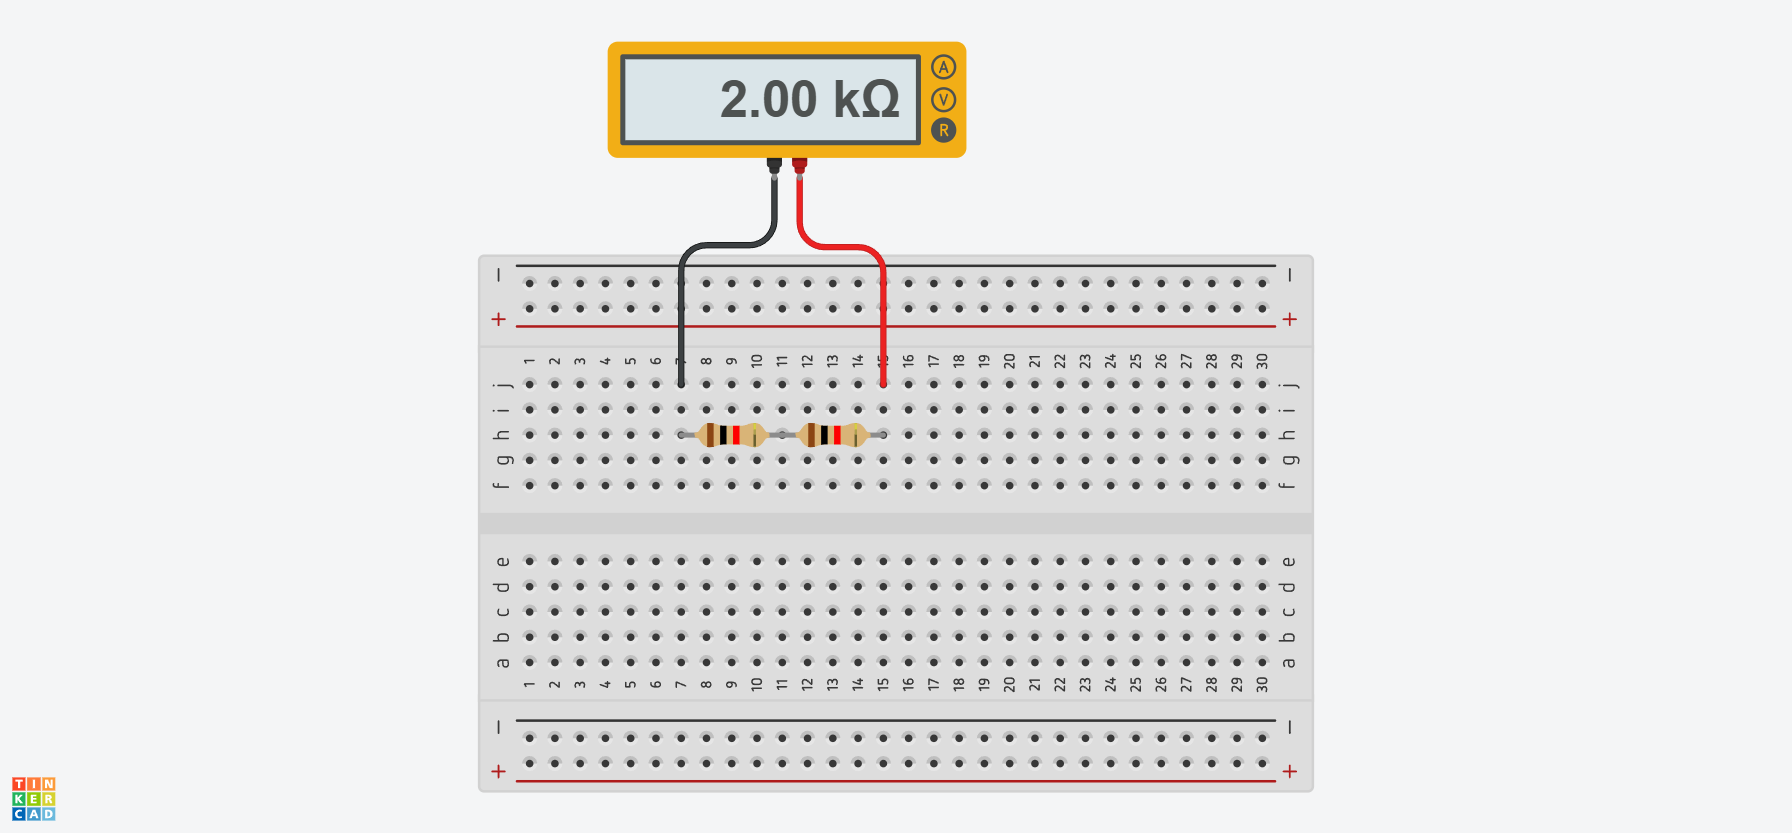 2.00 kΩ
A
V
R
− −
+ +
1 2 3 4 5 6 7 8 9 10 11 12 13 14 15 16 17 18 19 20 21 22 23 24 25 26 27 28 29 30
j j
i i
h h
g g
f f
e e
d d
c c
b b
a a
1 2 3 4 5 6 7 8 9 10 11 12 13 14 15 16 17 18 19 20 21 22 23 24 25 26 27 28 29 30
− −
+ +
TIN
KER
CAD